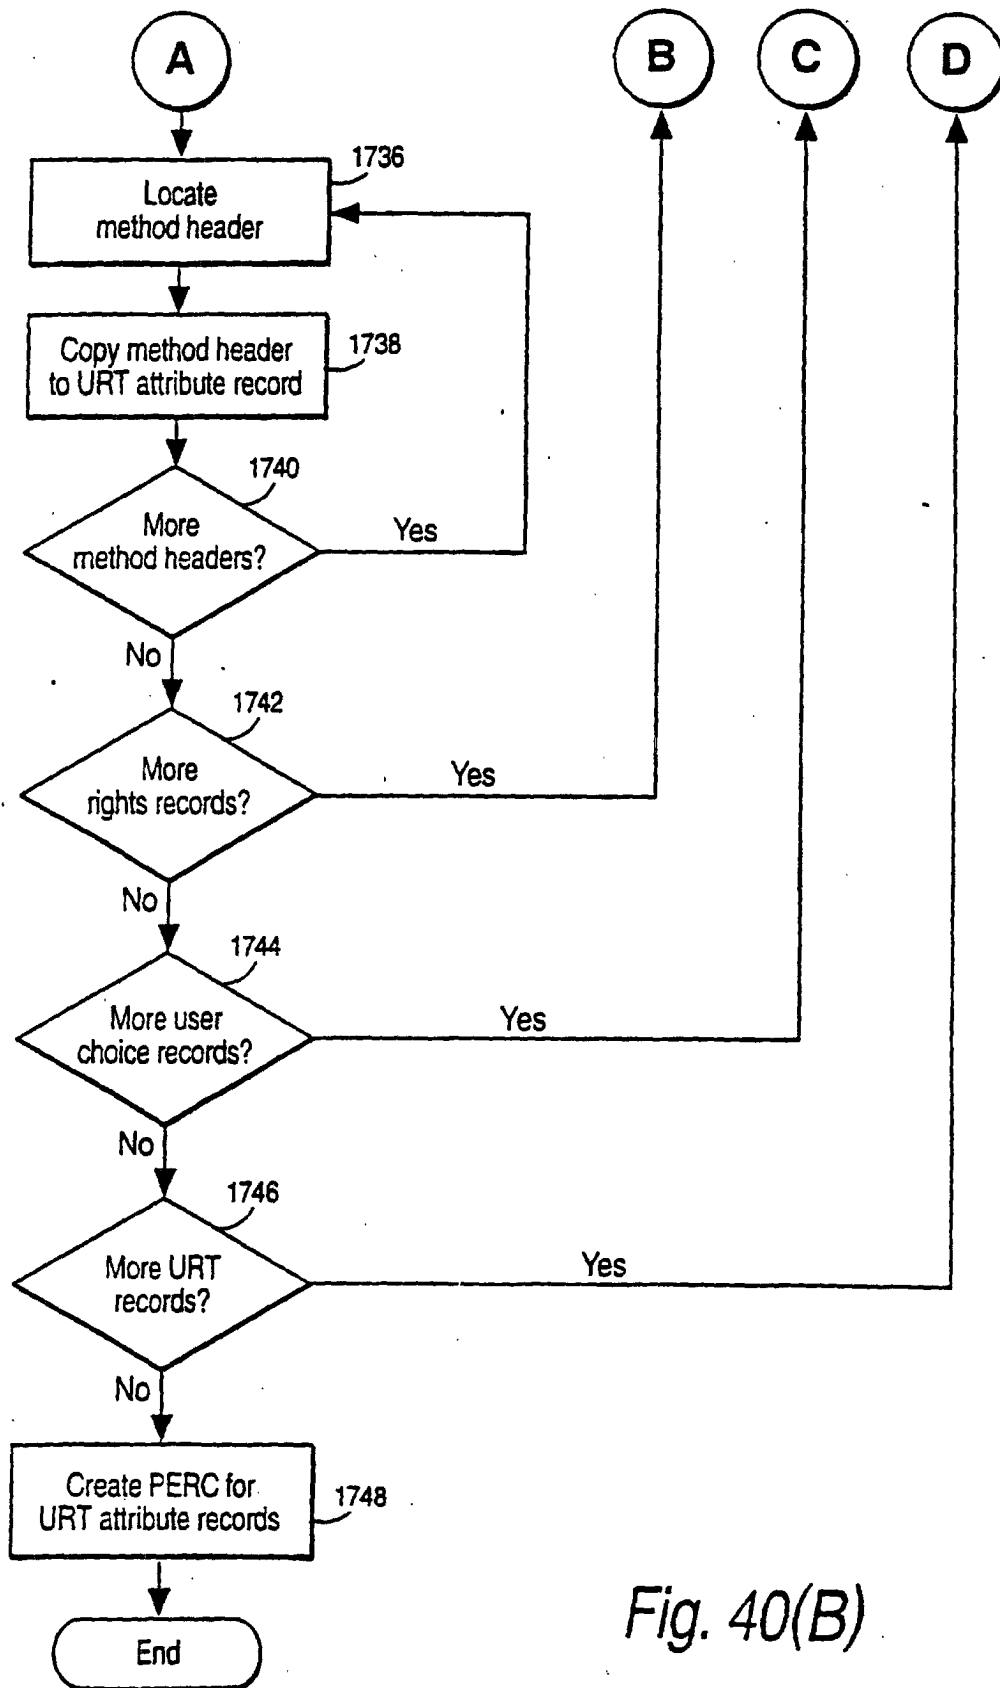 A
B
C
D
1736
Locate
method header
1738
Copy method header
to URT attribute record
1740
More
method headers?
Yes
No
1742
More
rights records?
Yes
No
1744
More user
choice records?
Yes
No
1746
More URT
records?
Yes
No
Create PERC for
URT attribute records
1748
End
Fig. 40(B)